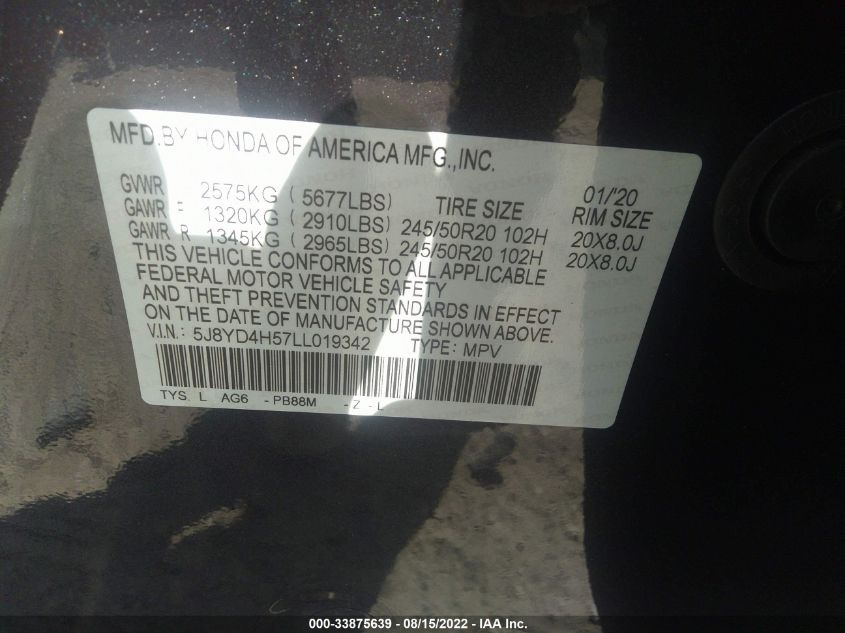 MFD.BY HONDA OF AMERICA MFG.,INC.
01/'20
GVWR 2575KG ( 5677LBS) TIRE SIZE RIM SIZE
GAWR F 1320KG ( 2910LBS) 245/50R20 102H 20X8.0J
GAWR R 1345KG ( 2965LBS) 245/50R20 102H 20X8.0J
THIS VEHICLE CONFORMS TO ALL APPLICABLE
FEDERAL MOTOR VEHICLE SAFETY
AND THEFT PREVENTION STANDARDS IN EFFECT
ON THE DATE OF MANUFACTURE SHOWN ABOVE.
V.I.N.: 5J8YD4H57LL019342 TYPE: MPV
TYS L AG6 -PB88M -Z -L
000-33875639 - 08/15/2022 - IAA Inc.